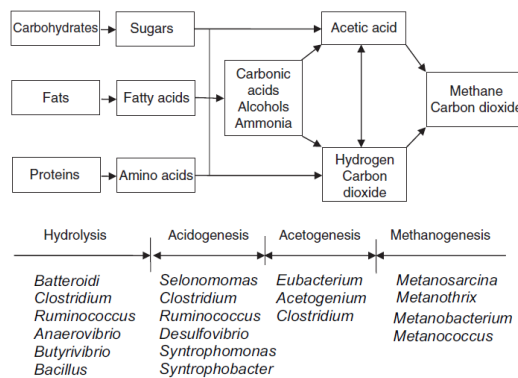 Carbohydrates
Sugars
Acetic acid
Carbonic
acids
Alcohols
Ammonia
Fats
Fatty acids
Methane
Carbon dioxide
Proteins
Amino acids
Hydrogen
Carbon
dioxide
Hydrolysis
Acidogenesis
Acetogenesis
Methanogenesis
Batteroidi
Clostridium
Ruminococcus
Anaerovibrio
Butyrivibrio
Bacillus
Selonomomas
Clostridium
Ruminococcus
Desulfovibrio
Syntrophomonas
Syntrophobacter
Eubacterium
Acetogenium
Clostridium
Metanosarcina
Metanothrix
Metanobacterium
Metanococcus